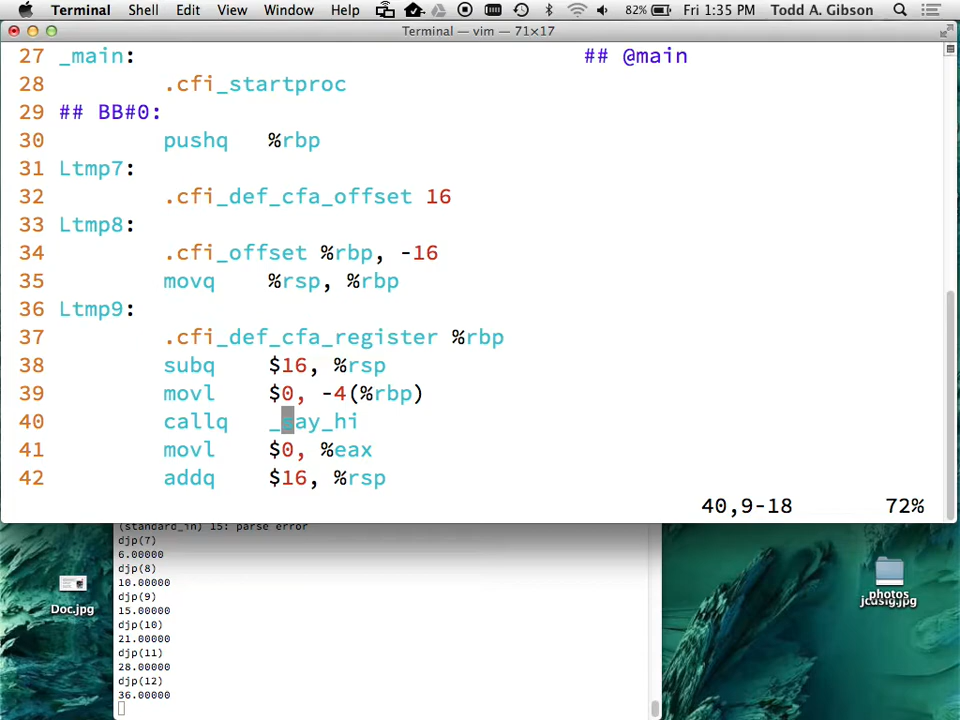 Terminal Shell Edit View Window Help 82% Fri 1:35 PM Todd A. Gibson
Terminal — vim — 71×17
27 _main: ## @main
28 .cfi_startproc
29 ## BB#0:
30 pushq %rbp
31 Ltmp7:
32 .cfi_def_cfa_offset 16
33 Ltmp8:
34 .cfi_offset %rbp, -16
35 movq %rsp, %rbp
36 Ltmp9:
37 .cfi_def_cfa_register %rbp
38 subq $16, %rsp
39 movl $0, -4(%rbp)
40 callq _say_hi
41 movl $0, %eax
42 addq $16, %rsp
40,9-18 72%
(standard_in) 15: parse error
djp(7)
6.00000
djp(8)
10.00000
djp(9)
15.00000
djp(10)
21.00000
djp(11)
28.00000
djp(12)
36.00000
Doc.jpg
photos